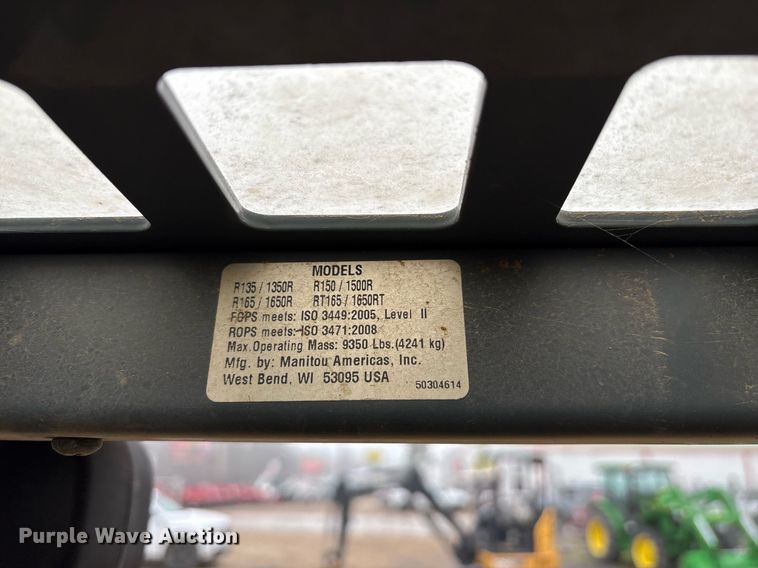 MODELS
R135 / 1350R R150 / 1500R
R165 / 1650R RT165 / 1650RT
FOPS meets: ISO 3449:2005, Level II
ROPS meets: ISO 3471:2008
Max. Operating Mass: 9350 Lbs.(4241 kg)
Mfg. by: Manitou Americas, Inc.
West Bend, WI 53095 USA 50304614
Purple Wave Auction®